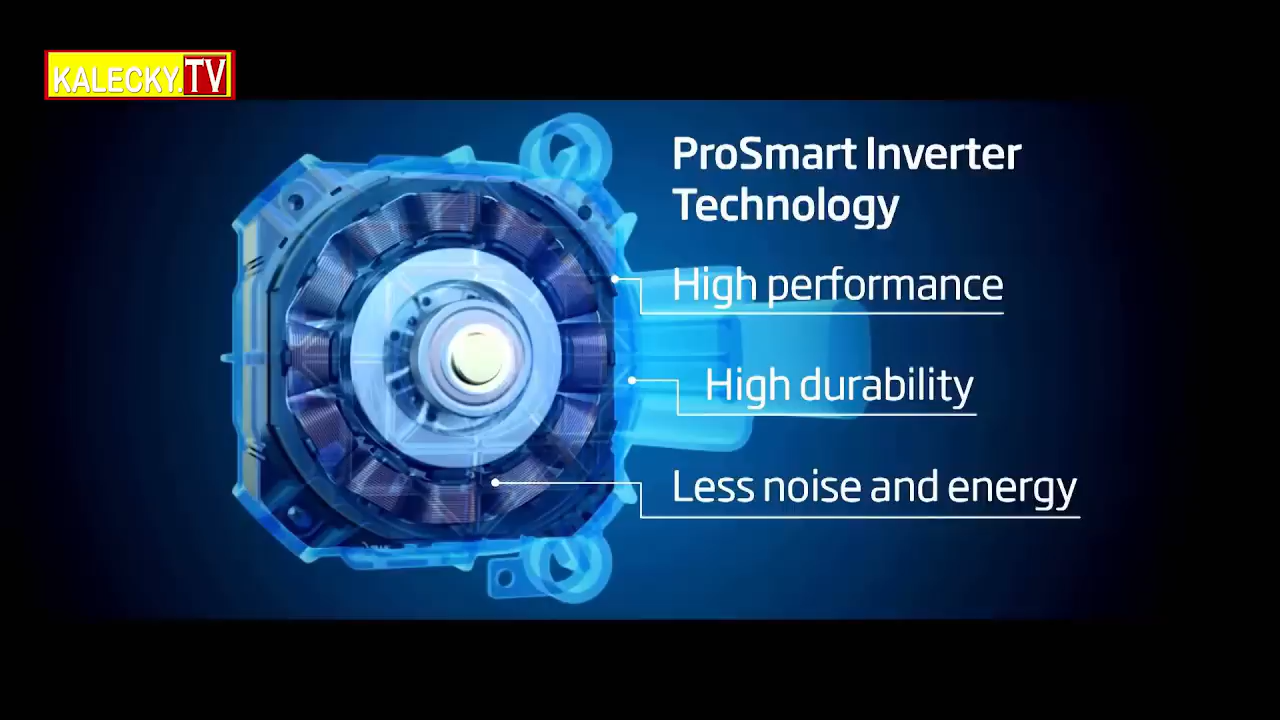 KALECKY.TV
ProSmart Inverter
Technology
High performance
High durability
Less noise and energy